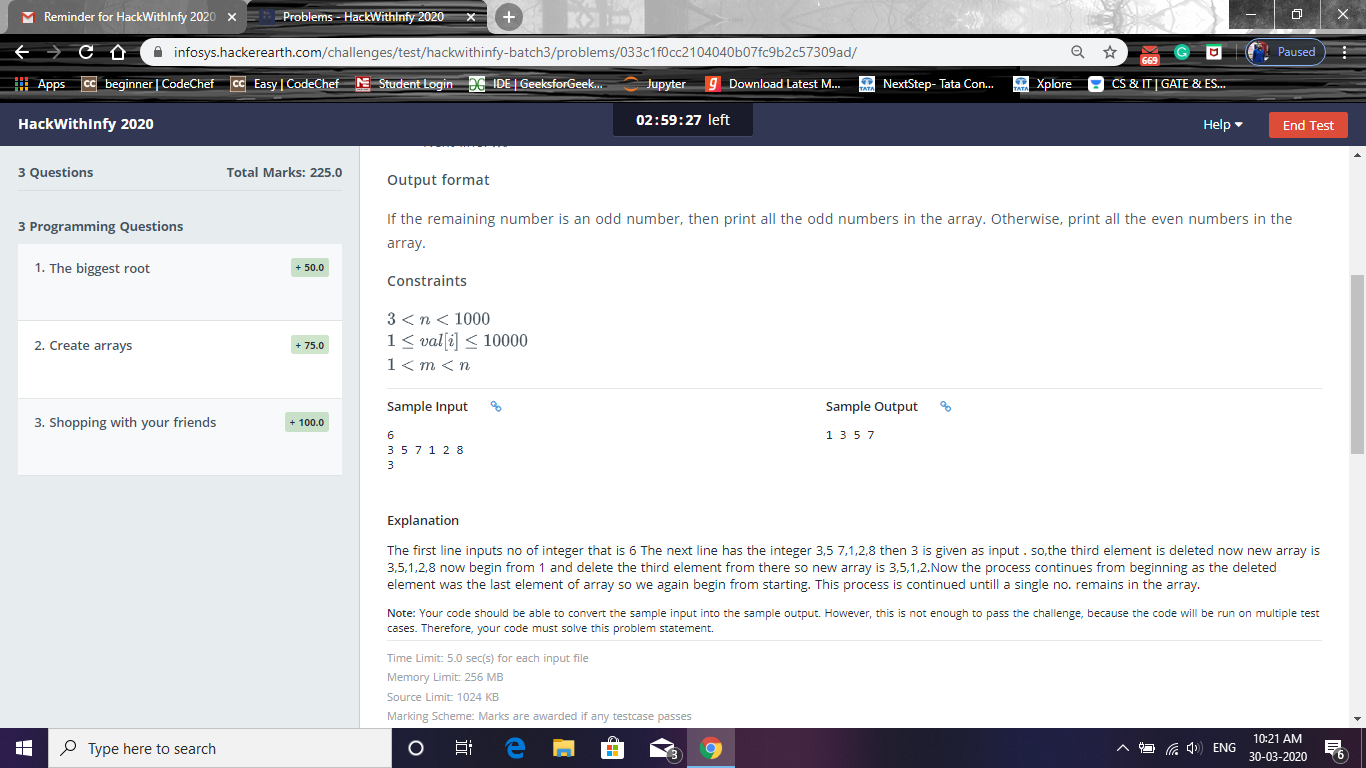 Reminder for HackWithInfy 2020
Problems - HackWithInfy 2020
infosys.hackerearth.com/challenges/test/hackwithinfy-batch3/problems/033c1f0cc2104040b07fc9b2c57309ad/
669
G
Paused
Apps
CC beginner | CodeChef
CC Easy | CodeChef
NE Student Login
IDE | GeeksforGeek...
Jupyter
g Download Latest M...
TATA NextStep- Tata Con...
TATA Xplore
CS & IT | GATE & ES...
HackWithInfy 2020
02:59:27 left
Help
End Test
3 Questions
Total Marks: 225.0
3 Programming Questions
1. The biggest root
+ 50.0
2. Create arrays
+ 75.0
3. Shopping with your friends
+ 100.0
Output format
If the remaining number is an odd number, then print all the odd numbers in the array. Otherwise, print all the even numbers in the
array.
Constraints
3 < n < 1000
1 ≤ val[i] ≤ 10000
1 < m < n
Sample Input
6
3 5 7 1 2 8
3
Sample Output
1 3 5 7
Explanation
The first line inputs no of integer that is 6 The next line has the integer 3,5 7,1,2,8 then 3 is given as input . so,the third element is deleted now new array is
3,5,1,2,8 now begin from 1 and delete the third element from there so new array is 3,5,1,2.Now the process continues from beginning as the deleted
element was the last element of array so we again begin from starting. This process is continued untill a single no. remains in the array.
Note: Your code should be able to convert the sample input into the sample output. However, this is not enough to pass the challenge, because the code will be run on multiple test
cases. Therefore, your code must solve this problem statement.
Time Limit: 5.0 sec(s) for each input file
Memory Limit: 256 MB
Source Limit: 1024 KB
Marking Scheme: Marks are awarded if any testcase passes
Type here to search
3
ENG
10:21 AM
30-03-2020
6